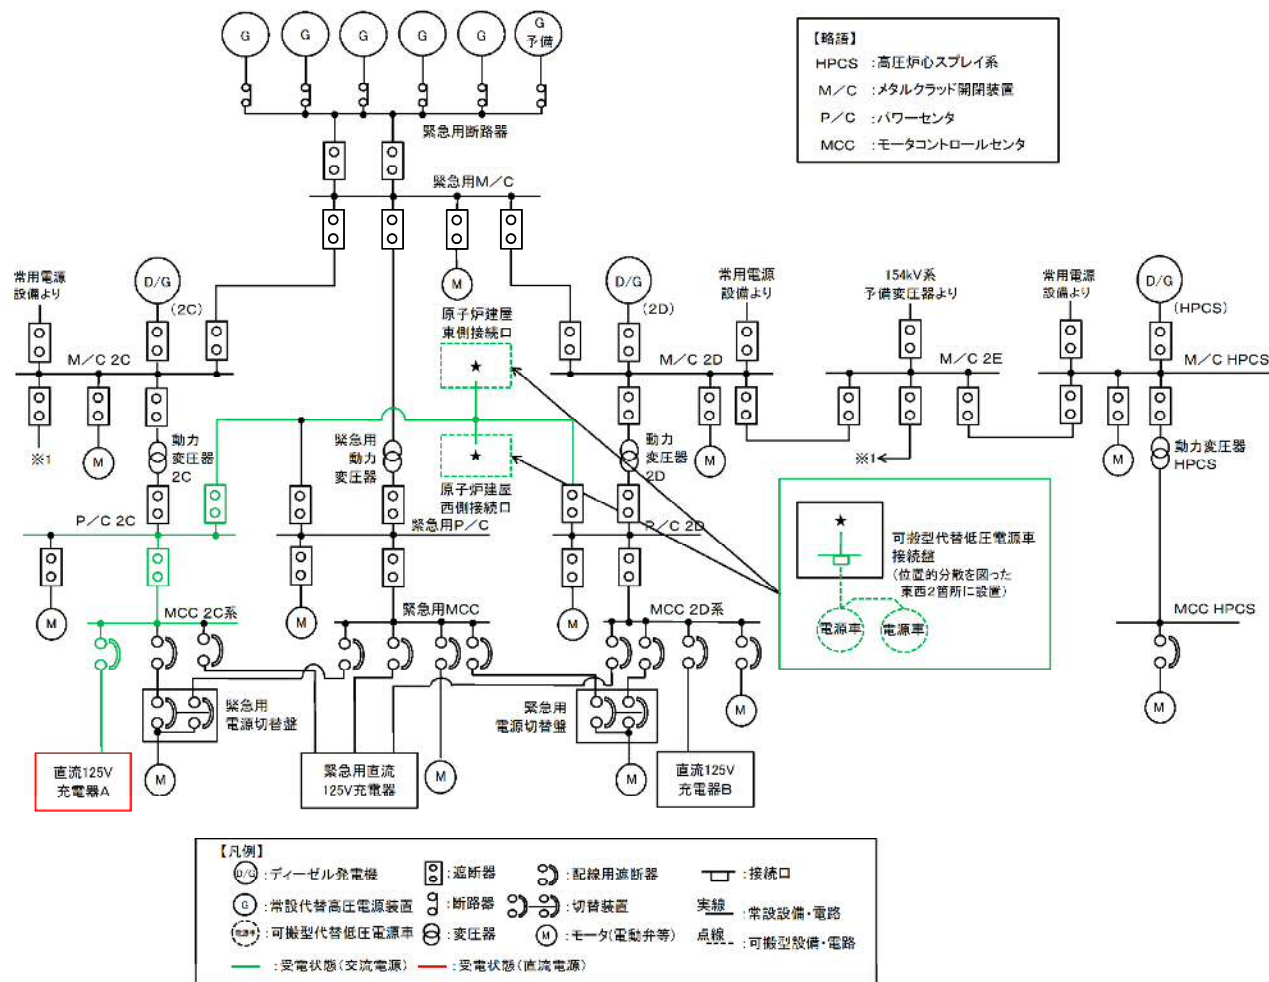 G
G
G
G
G
G
予備
【略語】
HPCS ：高圧炉心スプレイ系
M／C ：メタルクラッド開閉装置
P／C ：パワーセンタ
MCC ：モータコントロールセンタ
緊急用断路器
緊急用M／C
常用電源
設備より
D/G
(2C)
M
原子炉建屋
東側接続口
★
D/G
(2D)
常用電源
設備より
154kV系
予備変圧器より
常用電源
設備より
D/G
(HPCS)
M／C 2C
M／C 2D
M／C 2E
M／C HPCS
※1
M
動力
変圧器
2C
緊急用
動力
変圧器
★
原子炉建屋
西側接続口
動力
変圧器
2D
M
※1
M
動力変圧器
HPCS
P／C 2C
緊急用P／C
P／C 2D
★
可搬型代替低圧電源車
接続盤
(位置的分散を図った
東西2箇所に設置)
電源車
電源車
M
MCC 2C系
M
緊急用MCC
M
MCC 2D系
MCC HPCS
緊急用
電源切替盤
緊急用
電源切替盤
直流125V
充電器A
M
緊急用直流
125V充電器
M
M
直流125V
充電器B
M
M
【凡例】
D/G ：ディーゼル発電機
：遮断器
：配線用遮断器
：接続口
G ：常設代替高圧電源装置
：断路器
：切替装置
実線 ：常設設備・電路
電源車 ：可搬型代替低圧電源車
：変圧器
M ：モータ(電動弁等)
点線 ：可搬型設備・電路
：受電状態(交流電源)
：受電状態(直流電源)